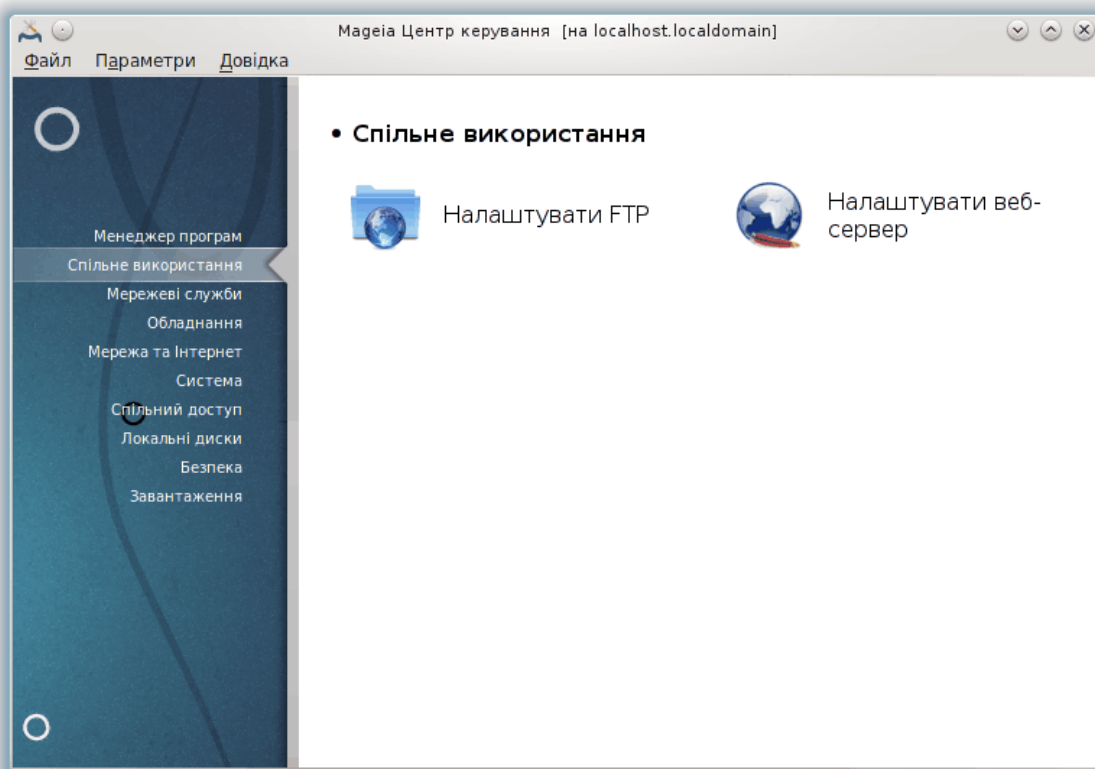 Mageia Центр керування [на localhost.localdomain]
Файл Параметри Довідка
• Спільне використання
Налаштувати FTP
Налаштувати веб-
сервер
Менеджер програм
Спільне використання
Мережеві служби
Обладнання
Мережа та Інтернет
Система
Спільний доступ
Локальні диски
Безпека
Завантаження